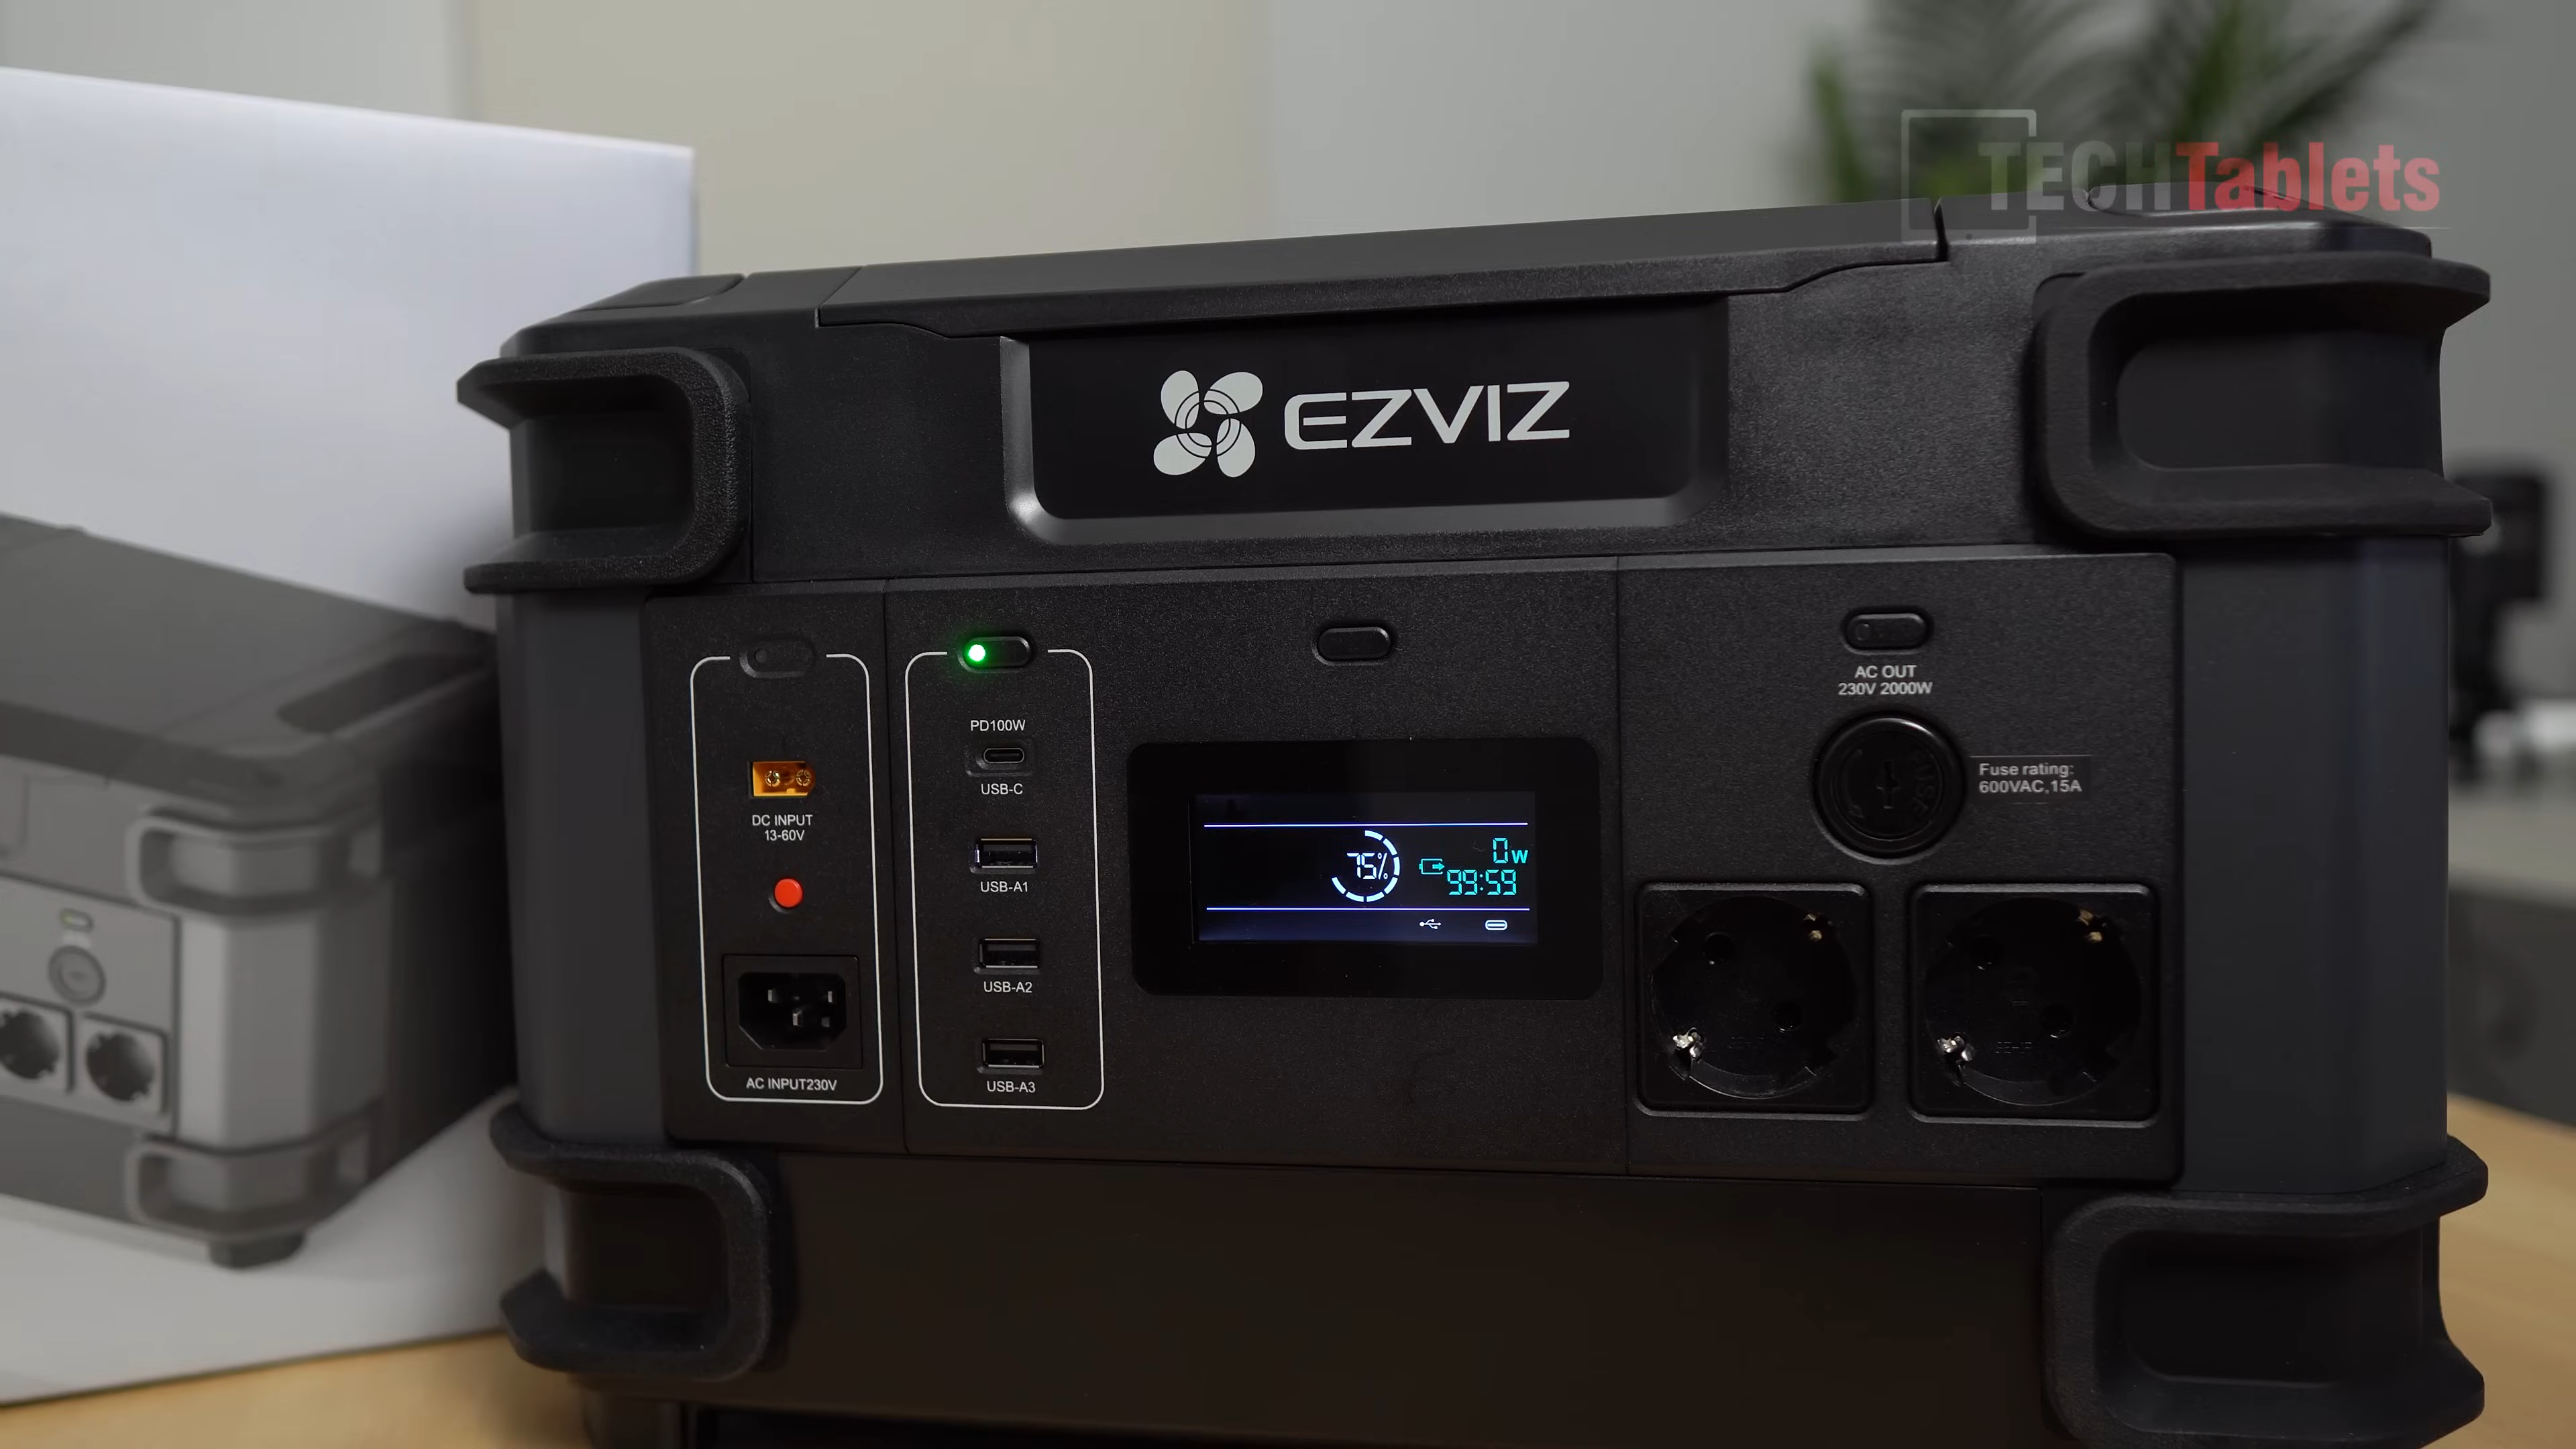 TECHTablets
EZVIZ
AC OUT
230V 2000W
PD100W
USB-C
Fuse rating:
600VAC,15A
FUSE
DC INPUT
13-60V
USB-A1
75%
0w
99:59
USB-A2
USB-A3
AC INPUT230V